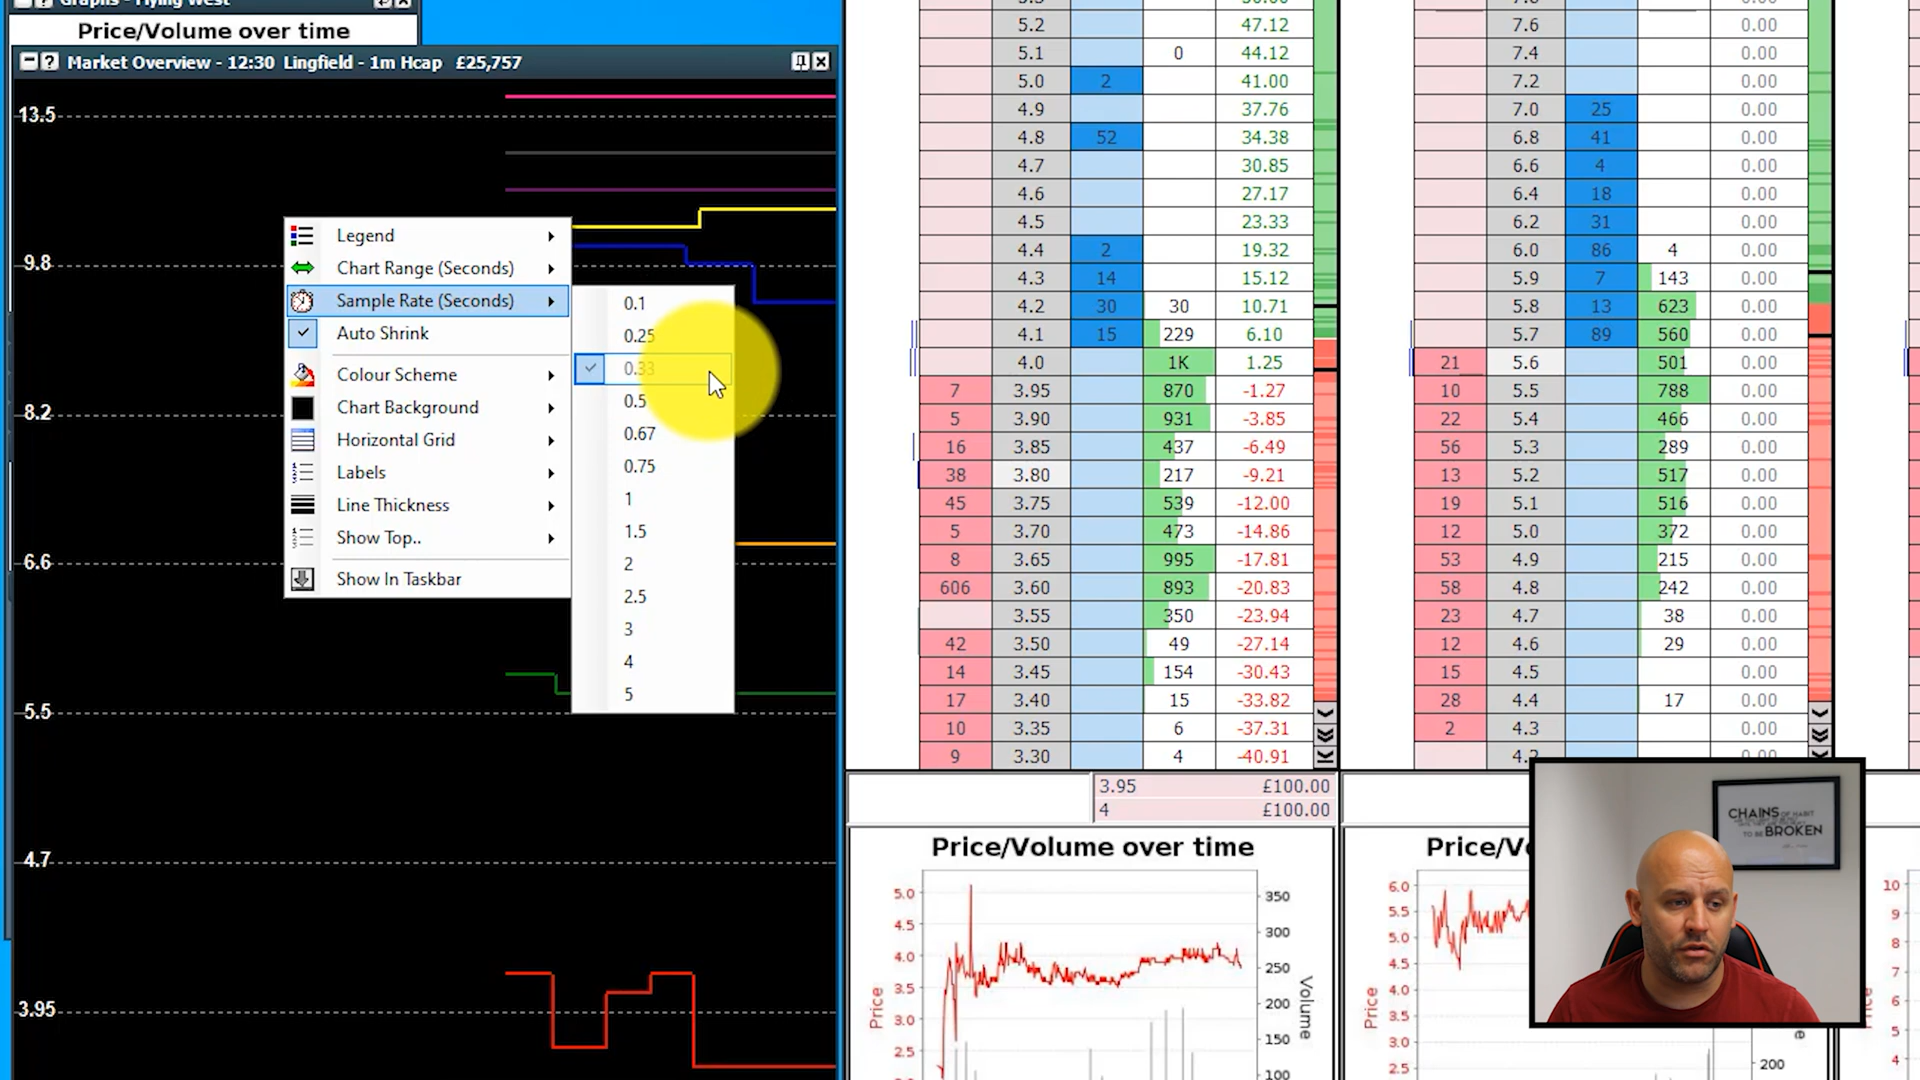 Graphs - Flying West
Price/Volume over time
Market Overview - 12:30 Lingfield - 1m Hcap £25,757
13.5
9.8
8.2
6.6
5.5
4.7
3.95
Legend
Chart Range (Seconds)
Sample Rate (Seconds)
Auto Shrink
Colour Scheme
Chart Background
Horizontal Grid
Labels
Line Thickness
Show Top..
Show In Taskbar
0.1
0.25
0.33
0.5
0.67
0.75
1
1.5
2
2.5
3
4
5
5.2 47.12
5.1 0 44.12
5.0 2 41.00
4.9 37.76
4.8 52 34.38
4.7 30.85
4.6 27.17
4.5 23.33
4.4 2 19.32
4.3 14 15.12
4.2 30 30 10.71
4.1 15 229 6.10
4.0 1K 1.25
7 3.95 870 -1.27
5 3.90 931 -3.85
16 3.85 437 -6.49
38 3.80 217 -9.21
45 3.75 539 -12.00
5 3.70 473 -14.86
8 3.65 995 -17.81
606 3.60 893 -20.83
3.55 350 -23.94
42 3.50 49 -27.14
14 3.45 154 -30.43
17 3.40 15 -33.82
10 3.35 6 -37.31
9 3.30 4 -40.91
3.95 £100.00
4 £100.00
7.6 0.00
7.4 0.00
7.2 0.00
7.0 25 0.00
6.8 41 0.00
6.6 4 0.00
6.4 18 0.00
6.2 31 0.00
6.0 86 4 0.00
5.9 7 143 0.00
5.8 13 623 0.00
5.7 89 560 0.00
21 5.6 501 0.00
10 5.5 788 0.00
22 5.4 466 0.00
56 5.3 289 0.00
13 5.2 517 0.00
19 5.1 516 0.00
12 5.0 372 0.00
53 4.9 215 0.00
58 4.8 242 0.00
23 4.7 38 0.00
12 4.6 29 0.00
15 4.5 0.00
28 4.4 17 0.00
2 4.3 0.00
4.2
Price/Volume over time
5.0
4.5
4.0
3.5
3.0
2.5
Price
350
300
250
200
150
100
Volume
Price/V
6.0
5.5
5.0
4.5
4.0
3.5
3.0
2.5
Price
200
e
10
9
8
7
6
5
4
CHAINS OF HABIT
TO BE BROKEN